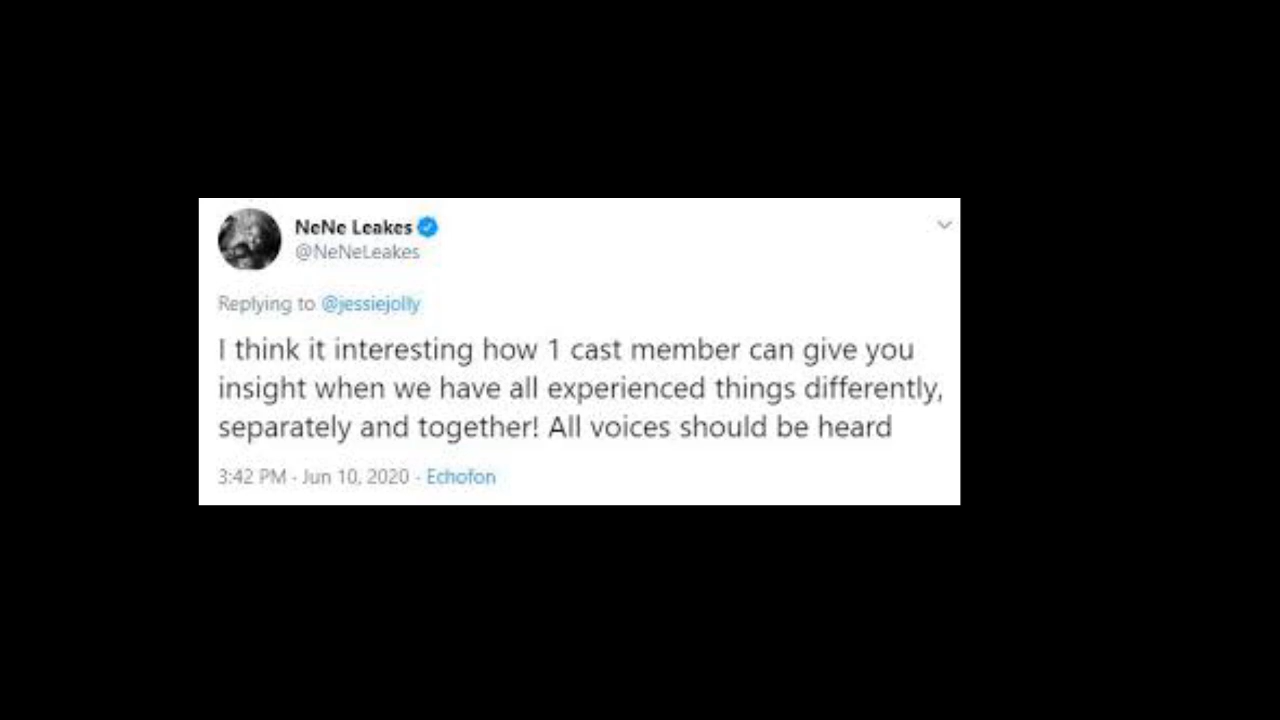 NeNe Leakes
@NeNeLeakes
Replying to @jessiejolly
I think it interesting how 1 cast member can give you
insight when we have all experienced things differently,
separately and together! All voices should be heard
3:42 PM - Jun 10, 2020 - Echofon